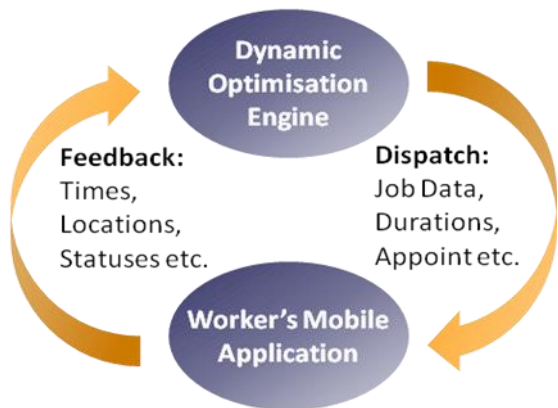 Dynamic
Optimisation
Engine
Feedback:
Times,
Locations,
Statuses etc.
Dispatch:
Job Data,
Durations,
Appoint etc.
Worker's Mobile
Application